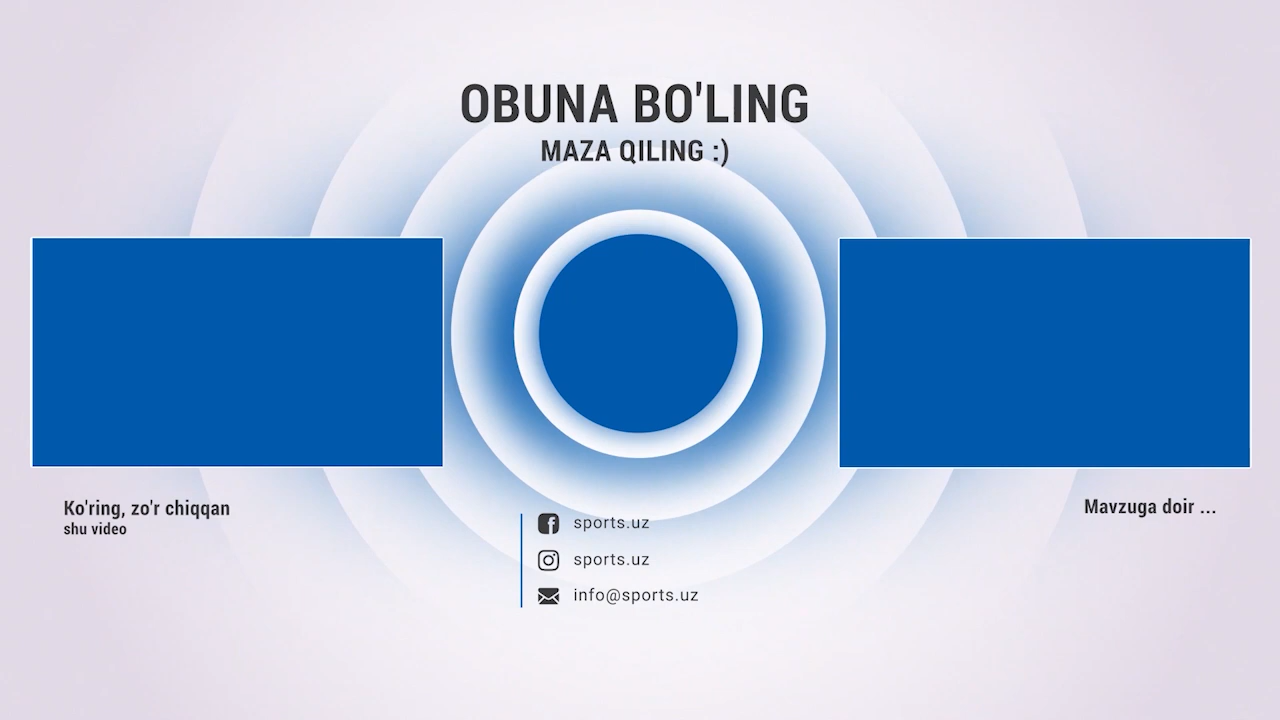 OBUNA BO'LING
MAZA QILING :)
Ko'ring, zo'r chiqqan
shu video
Mavzuga doir ...
sports.uz
sports.uz
info@sports.uz